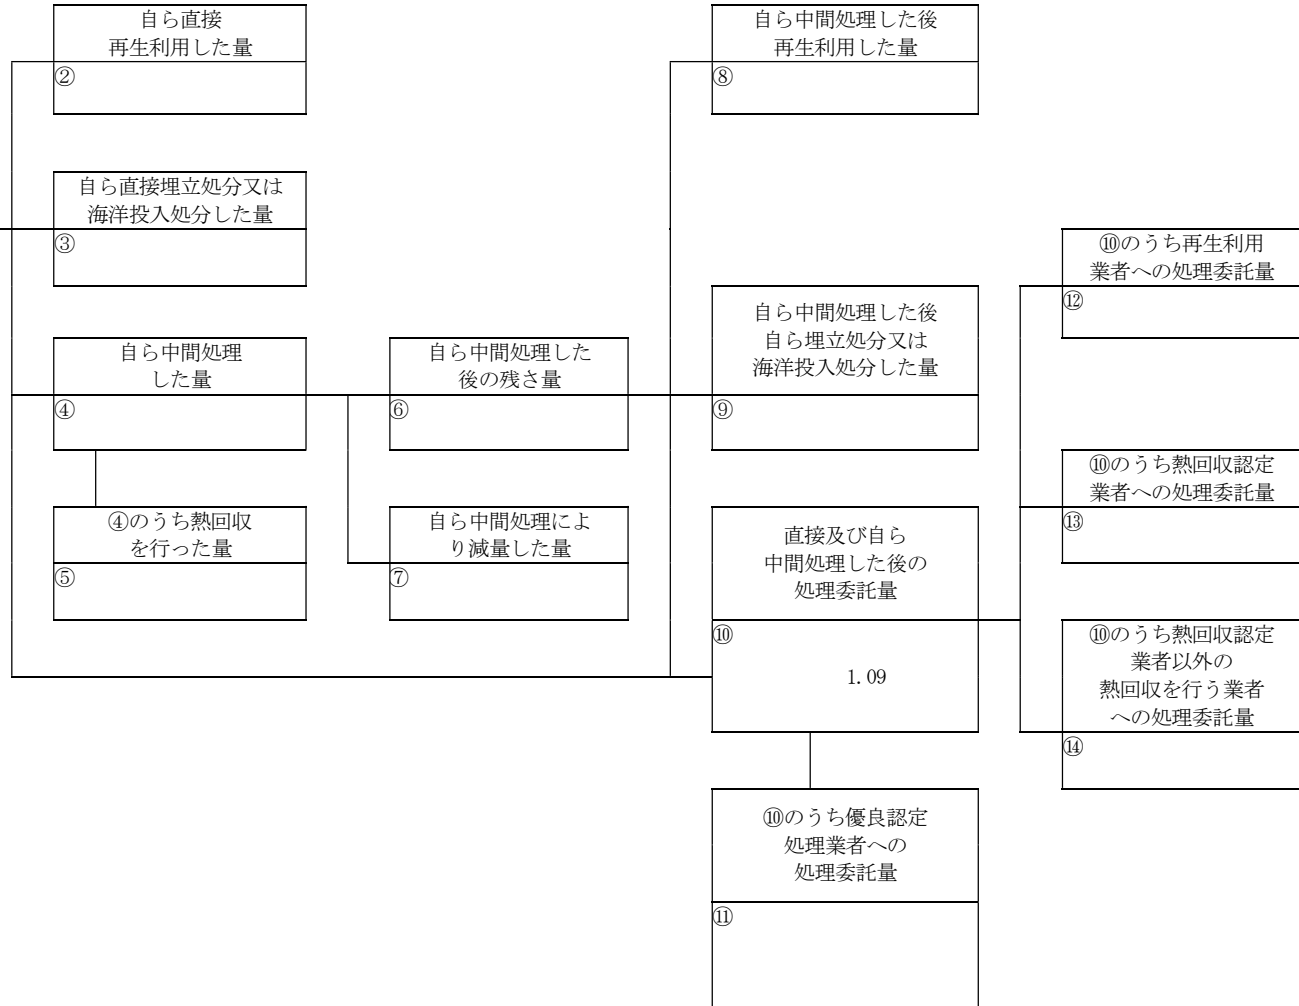 自ら直接
再生利用した量
②
自ら中間処理した後
再生利用した量
⑧
自ら直接埋立処分又は
海洋投入処分した量
③
⑩のうち再生利用
業者への処理委託量
⑫
自ら中間処理した後
自ら埋立処分又は
海洋投入処分した量
⑨
自ら中間処理
した量
④
自ら中間処理した
後の残さ量
⑥
⑩のうち熱回収認定
業者への処理委託量
⑬
④のうち熱回収
を行った量
⑤
自ら中間処理によ
り減量した量
⑦
直接及び自ら
中間処理した後の
処理委託量
⑩
1.09
⑩のうち熱回収認定
業者以外の
熱回収を行う業者
への処理委託量
⑭
⑩のうち優良認定
処理業者への
処理委託量
⑪